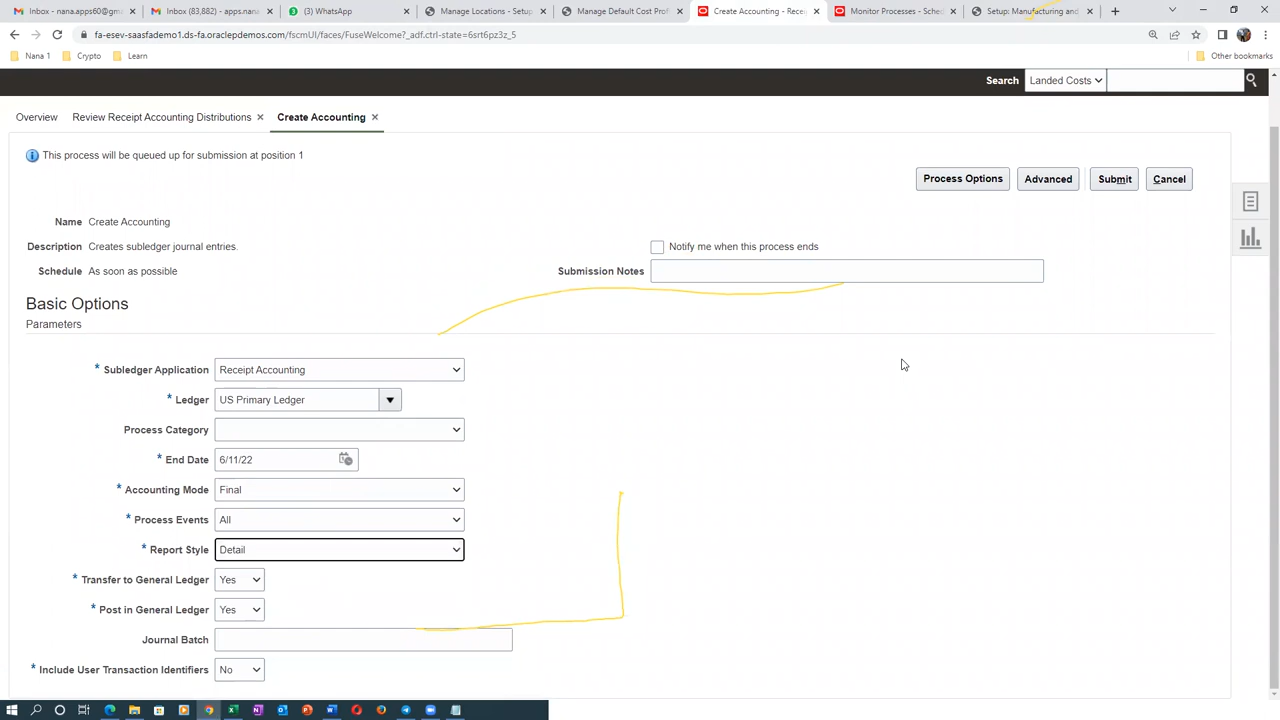 Inbox - nana.apps60@gma
Inbox (83,882) - apps.nana
(3) WhatsApp
Manage Locations - Setup
Manage Default Cost Profi
Create Accounting - Rece
Monitor Processes - Sched
Setup: Manufacturing and
fa-esev-saasfademo1.ds-fa.oraclepdemos.com/fscmUI/faces/FuseWelcome?_adf.ctrl-state=6srt6pz3z_5
Nana 1
Crypto
Learn
Other bookmarks
Search
Landed Costs
Overview
Review Receipt Accounting Distributions
Create Accounting
This process will be queued up for submission at position 1
Process Options
Advanced
Submit
Cancel
Name Create Accounting
Description Creates subledger journal entries.
Notify me when this process ends
Schedule As soon as possible
Submission Notes
Basic Options
Parameters
* Subledger Application Receipt Accounting
* Ledger US Primary Ledger
Process Category
* End Date 6/11/22
* Accounting Mode Final
* Process Events All
* Report Style Detail
* Transfer to General Ledger Yes
* Post in General Ledger Yes
Journal Batch
* Include User Transaction Identifiers No